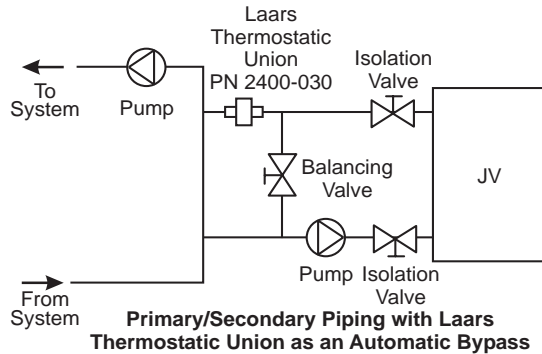 Laars
Thermostatic
Union
PN 2400-030
Isolation
Valve
To
System
Pump
Balancing
Valve
JV
Pump
Isolation
Valve
From
System
Primary/Secondary Piping with Laars
Thermostatic Union as an Automatic Bypass